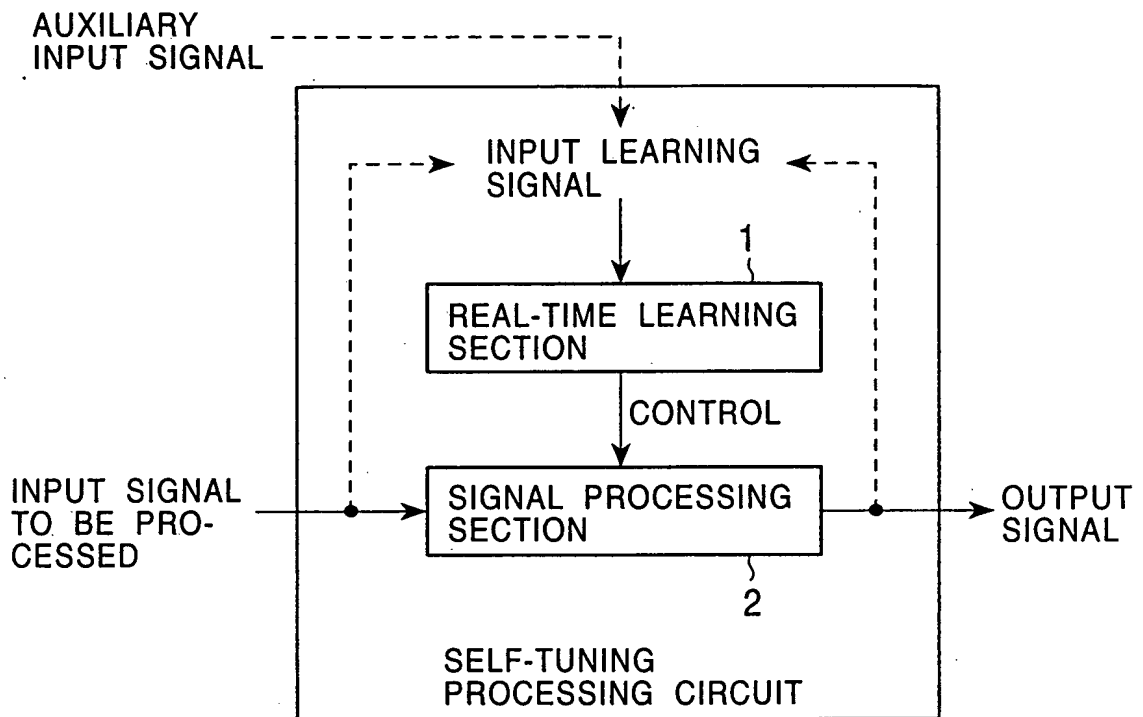 AUXILIARY
INPUT SIGNAL
INPUT LEARNING
SIGNAL
1
REAL-TIME LEARNING
SECTION
CONTROL
INPUT SIGNAL
TO BE PRO-
CESSED
SIGNAL PROCESSING
SECTION
OUTPUT
SIGNAL
2
SELF-TUNING
PROCESSING CIRCUIT